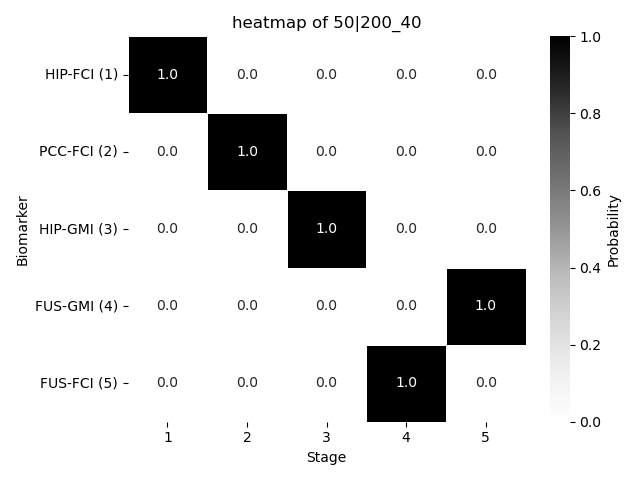 heatmap of 50|200_40
HIP-FCI (1) 1.0 0.0 0.0 0.0 0.0
PCC-FCI (2) 0.0 1.0 0.0 0.0 0.0
HIP-GMI (3) 0.0 0.0 1.0 0.0 0.0
FUS-GMI (4) 0.0 0.0 0.0 0.0 1.0
FUS-FCI (5) 0.0 0.0 0.0 1.0 0.0
1 2 3 4 5
Stage
Biomarker
1.0
0.8
0.6
0.4
0.2
0.0
Probability